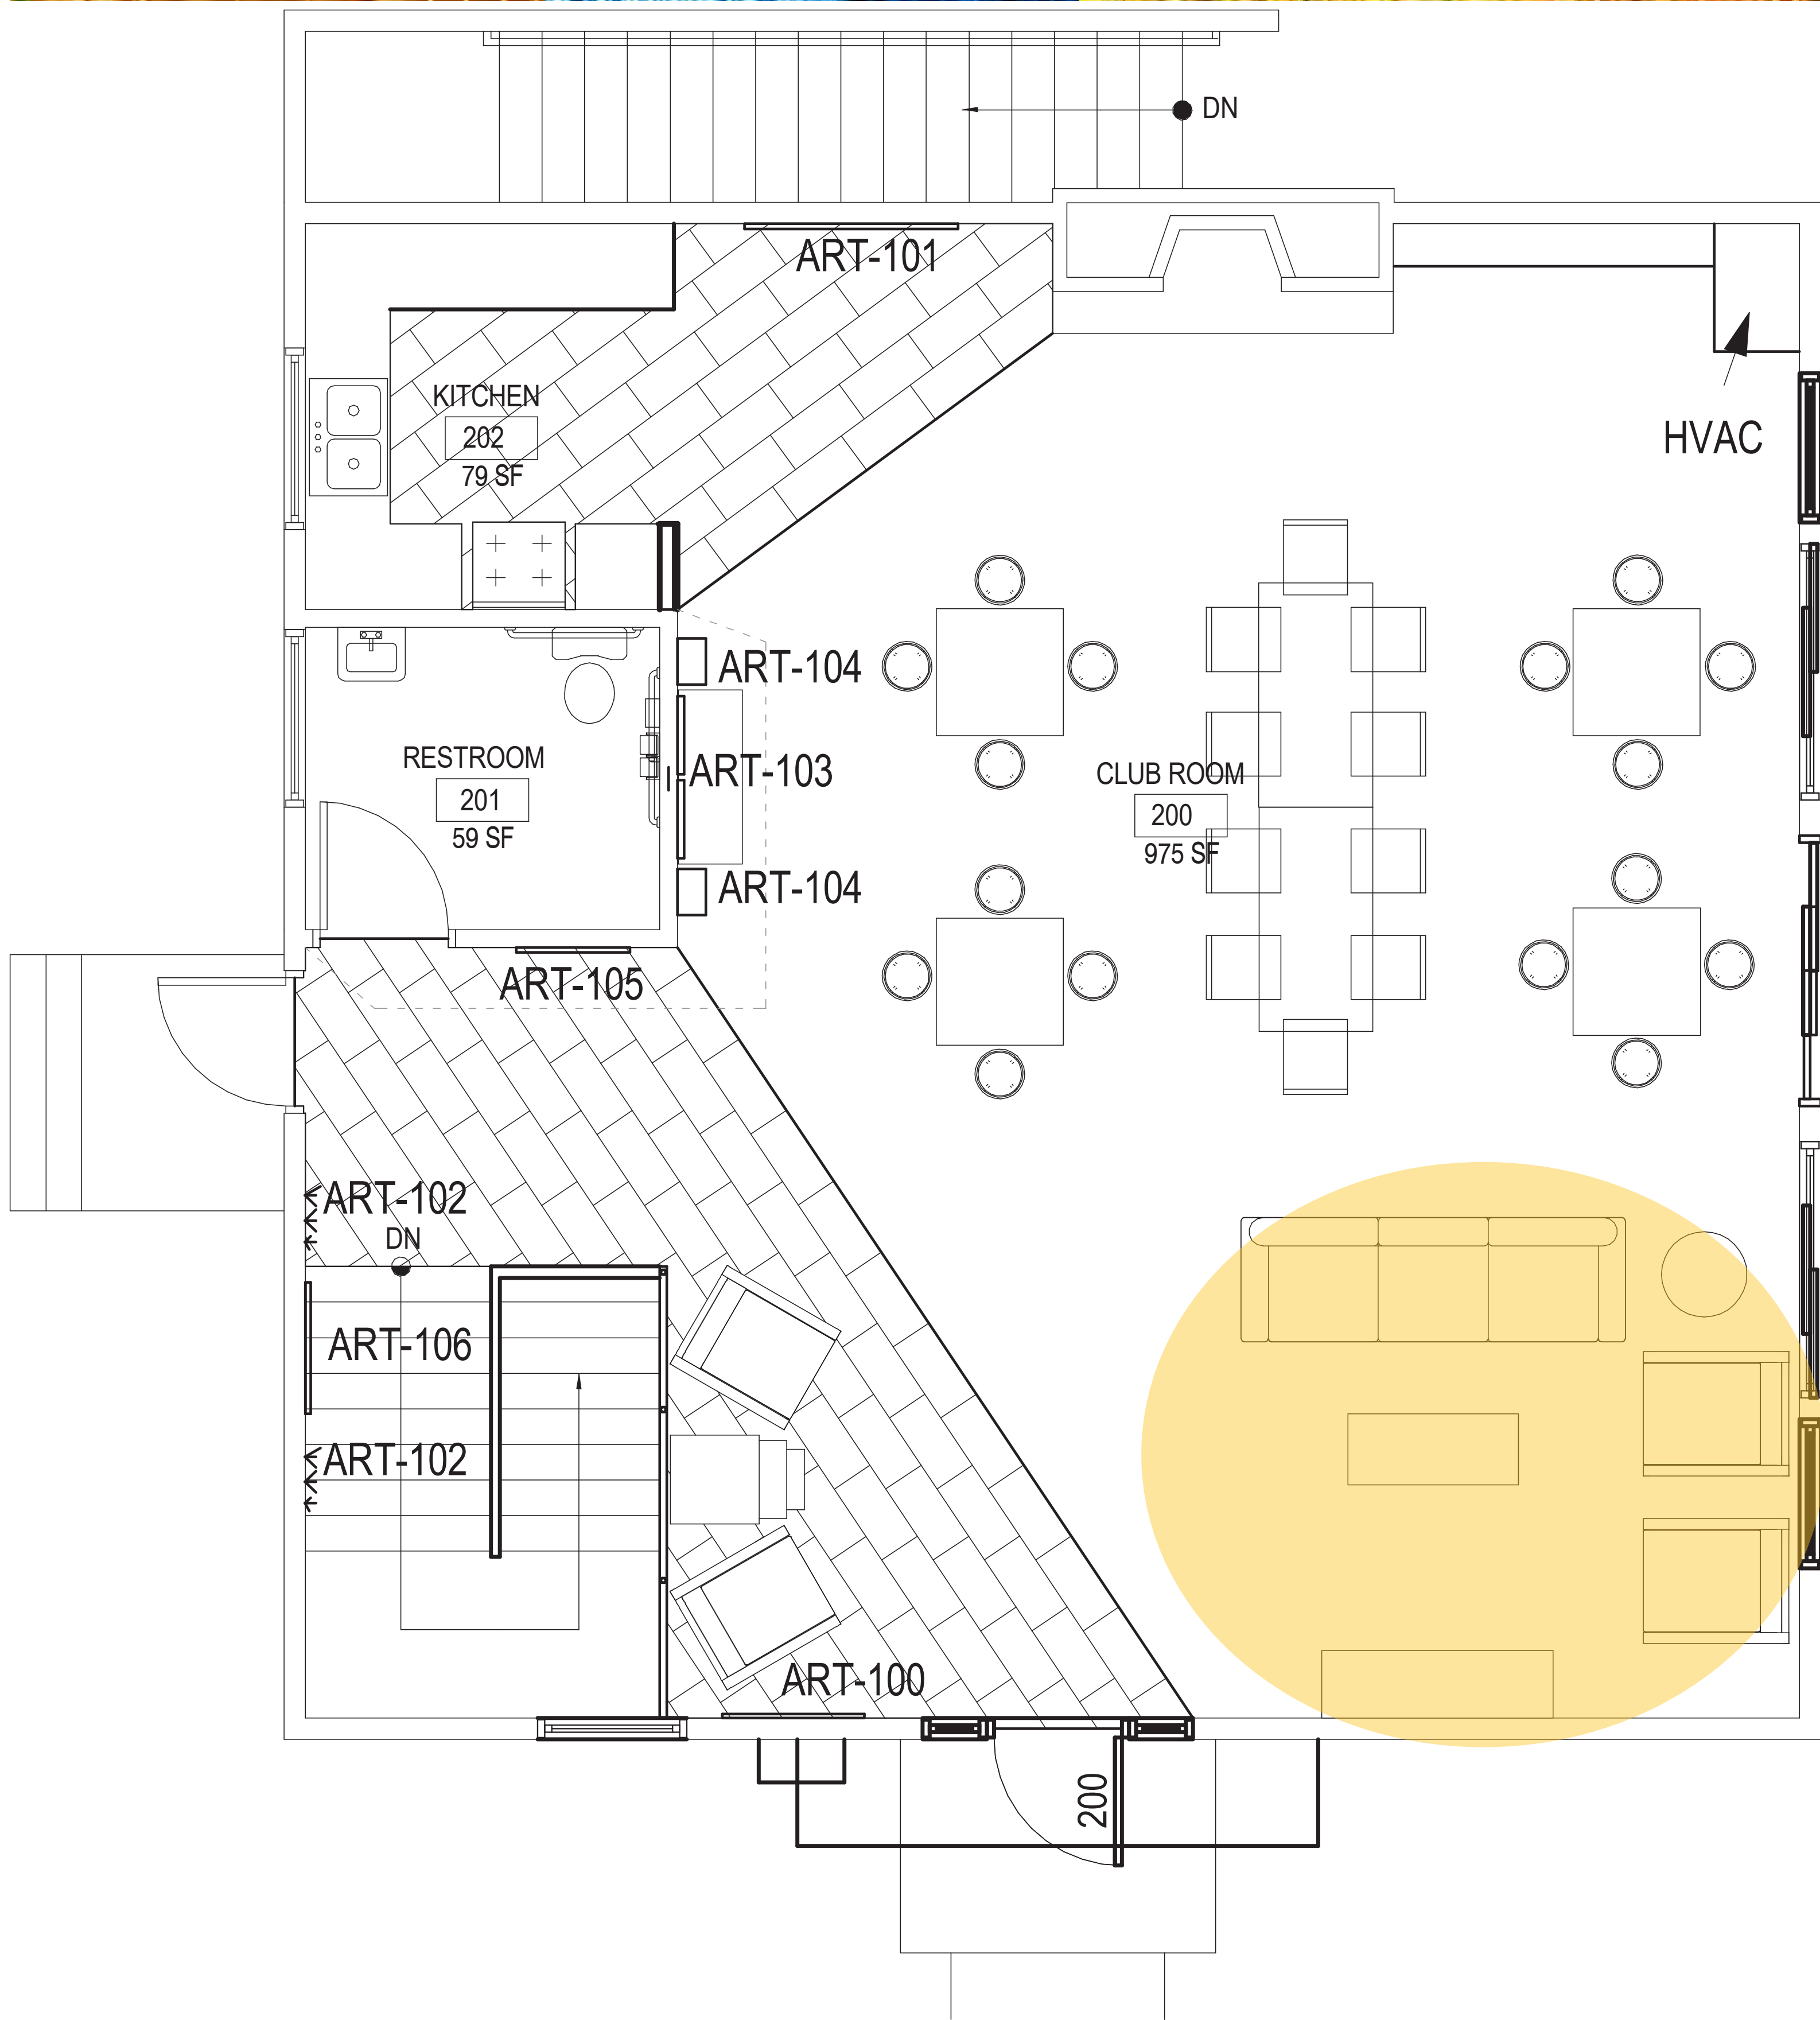 DN
ART-101
KITCHEN
202
79 SF
HVAC
ART-104
RESTROOM
201
59 SF
ART-103
CLUB ROOM
200
975 SF
ART-104
ART-105
ART-102
DN
ART-106
ART-102
ART-100
200